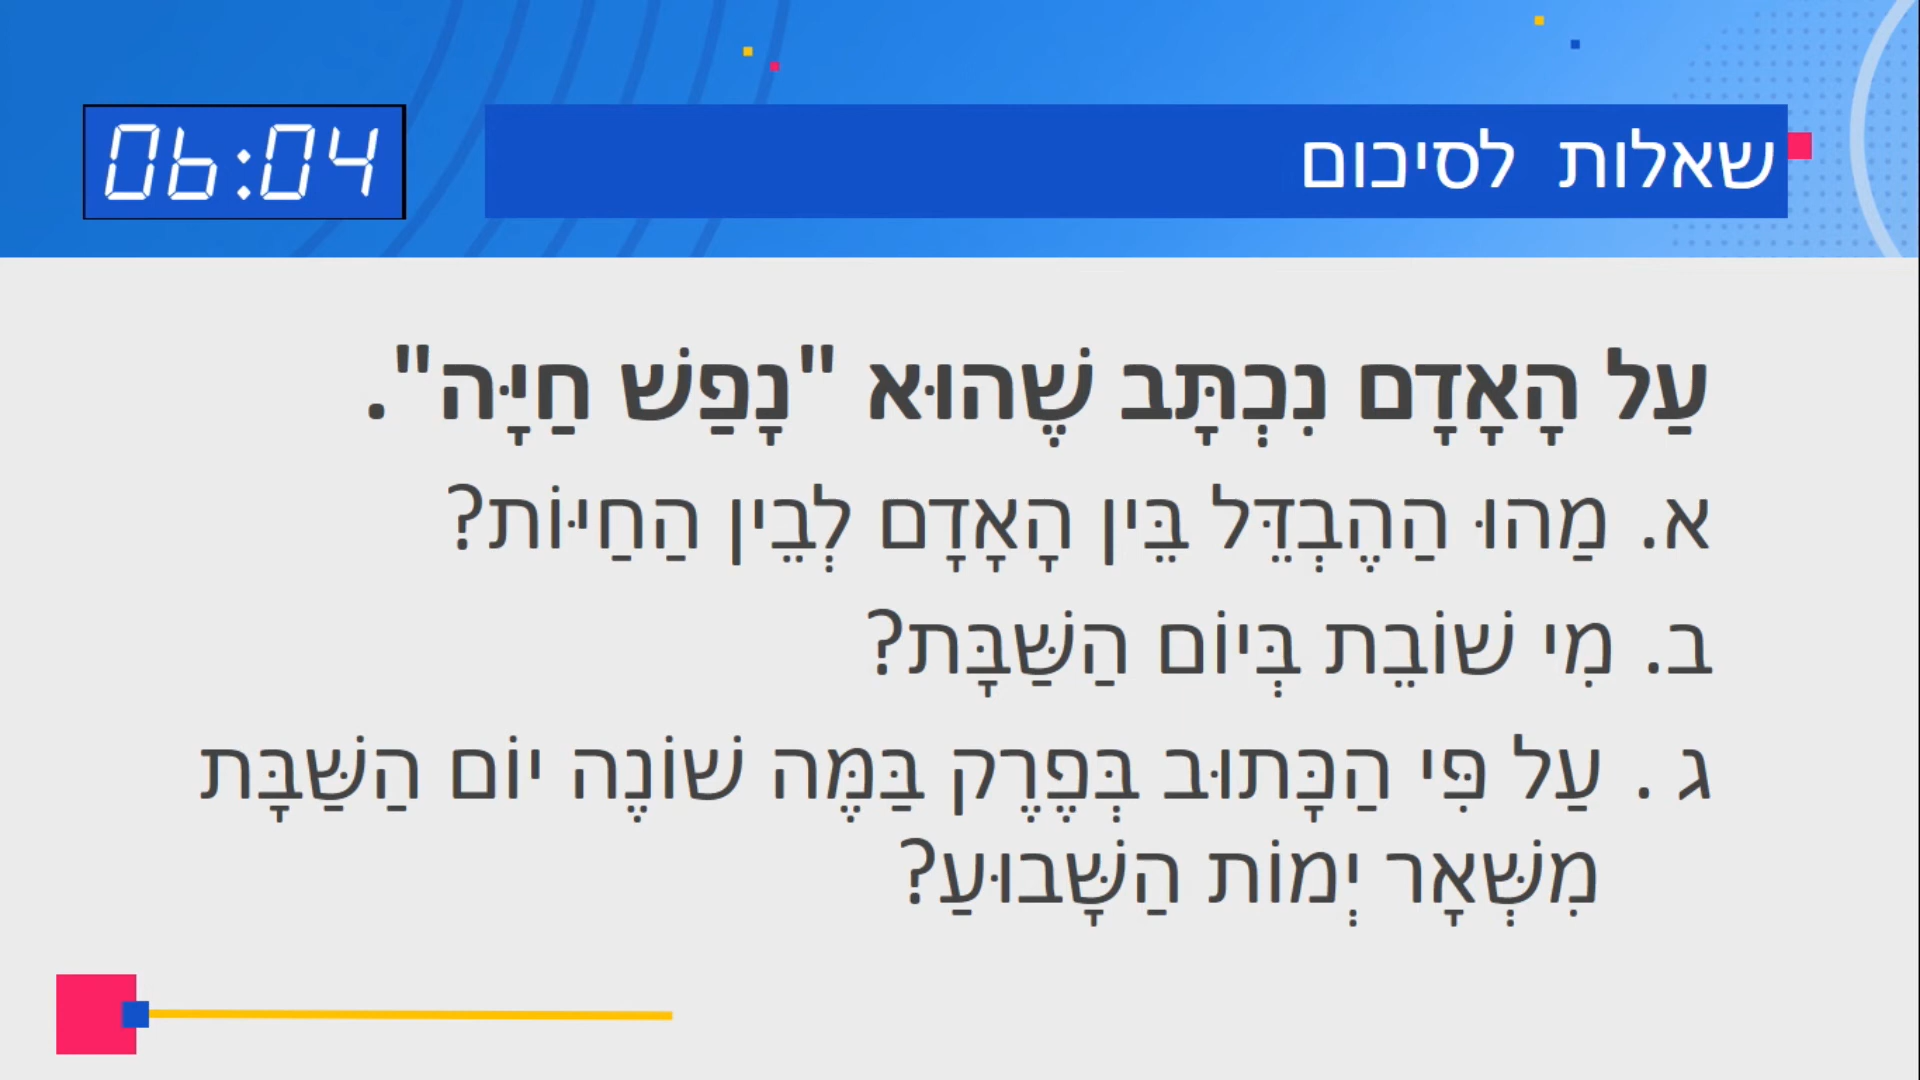 שאלות לסיכום
06:04
עַל הָאָדָם נִכְתָּב שֶׁהוּא "נָפַשׁ חַיָּה".
א. מַהוּ הַהֶבְדֵּל בֵּין הָאָדָם לְבֵין הַחַיּוֹת?
ב. מִי שׁוֹבֵת בְּיוֹם הַשַּׁבָּת?
ג . עַל פִּי הַכָּתוּב בְּפֶרֶק בַּמֶּה שׁוֹנֶה יוֹם הַשַּׁבָּת
מִשְּׁאָר יְמוֹת הַשָּׁבוּעַ?